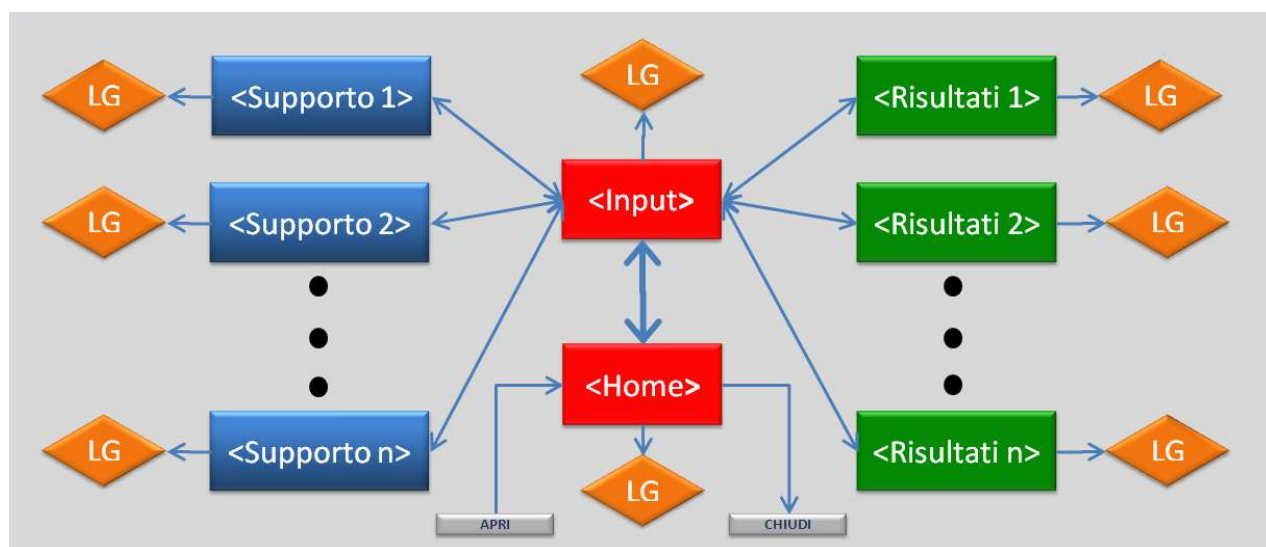 LG
<Supporto 1>
LG
<Risultati 1>
LG
<Input>
LG
<Supporto 2>
<Risultati 2>
LG
<Home>
LG
<Supporto n>
<Risultati n>
LG
LG
APRI
CHIUDI